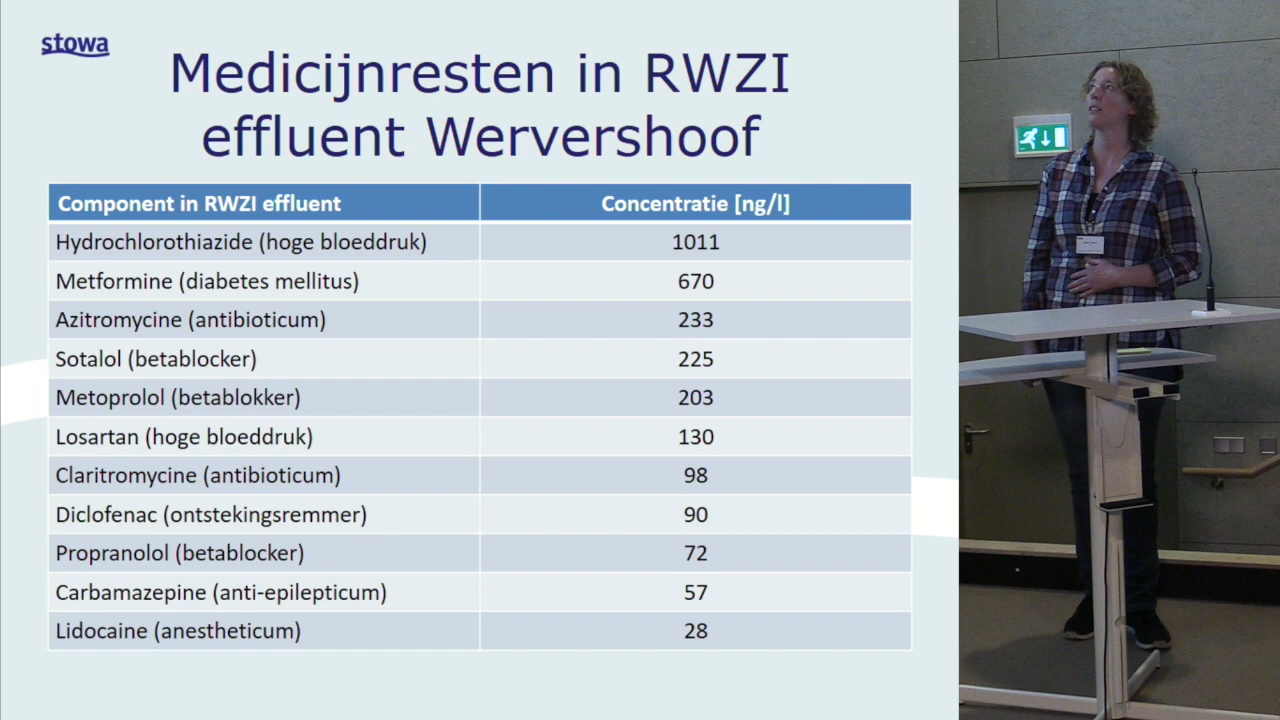 stowa
Medicijnresten in RWZI
effluent Wervershoof
Component in RWZI effluent Concentratie [ng/l]
Hydrochlorothiazide (hoge bloeddruk) 1011
Metformine (diabetes mellitus) 670
Azitromycine (antibioticum) 233
Sotalol (betablocker) 225
Metoprolol (betablokker) 203
Losartan (hoge bloeddruk) 130
Claritromycine (antibioticum) 98
Diclofenac (ontstekingsremmer) 90
Propranolol (betablocker) 72
Carbamazepine (anti-epilepticum) 57
Lidocaine (anestheticum) 28